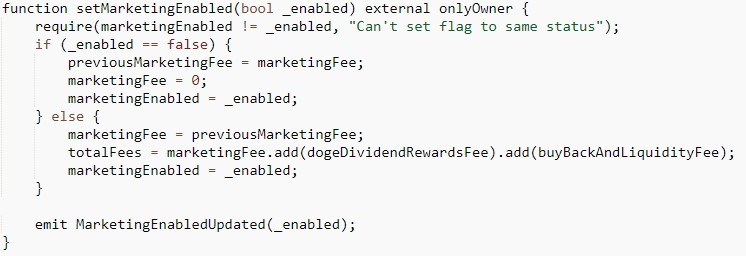 function setMarketingEnabled(bool _enabled) external onlyOwner {
    require(marketingEnabled != _enabled, "Can't set flag to same status");
    if (_enabled == false) {
        previousMarketingFee = marketingFee;
        marketingFee = 0;
        marketingEnabled = _enabled;
    } else {
        marketingFee = previousMarketingFee;
        totalFees = marketingFee.add(dogeDividendRewardsFee).add(buyBackAndLiquidityFee);
        marketingEnabled = _enabled;
    }

    emit MarketingEnabledUpdated(_enabled);
}